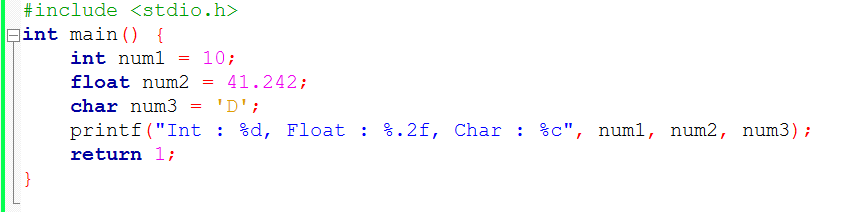 #include <stdio.h>
int main() {
    int num1 = 10;
    float num2 = 41.242;
    char num3 = 'D';
    printf("Int : %d, Float : %.2f, Char : %c", num1, num2, num3);
    return 1;
}